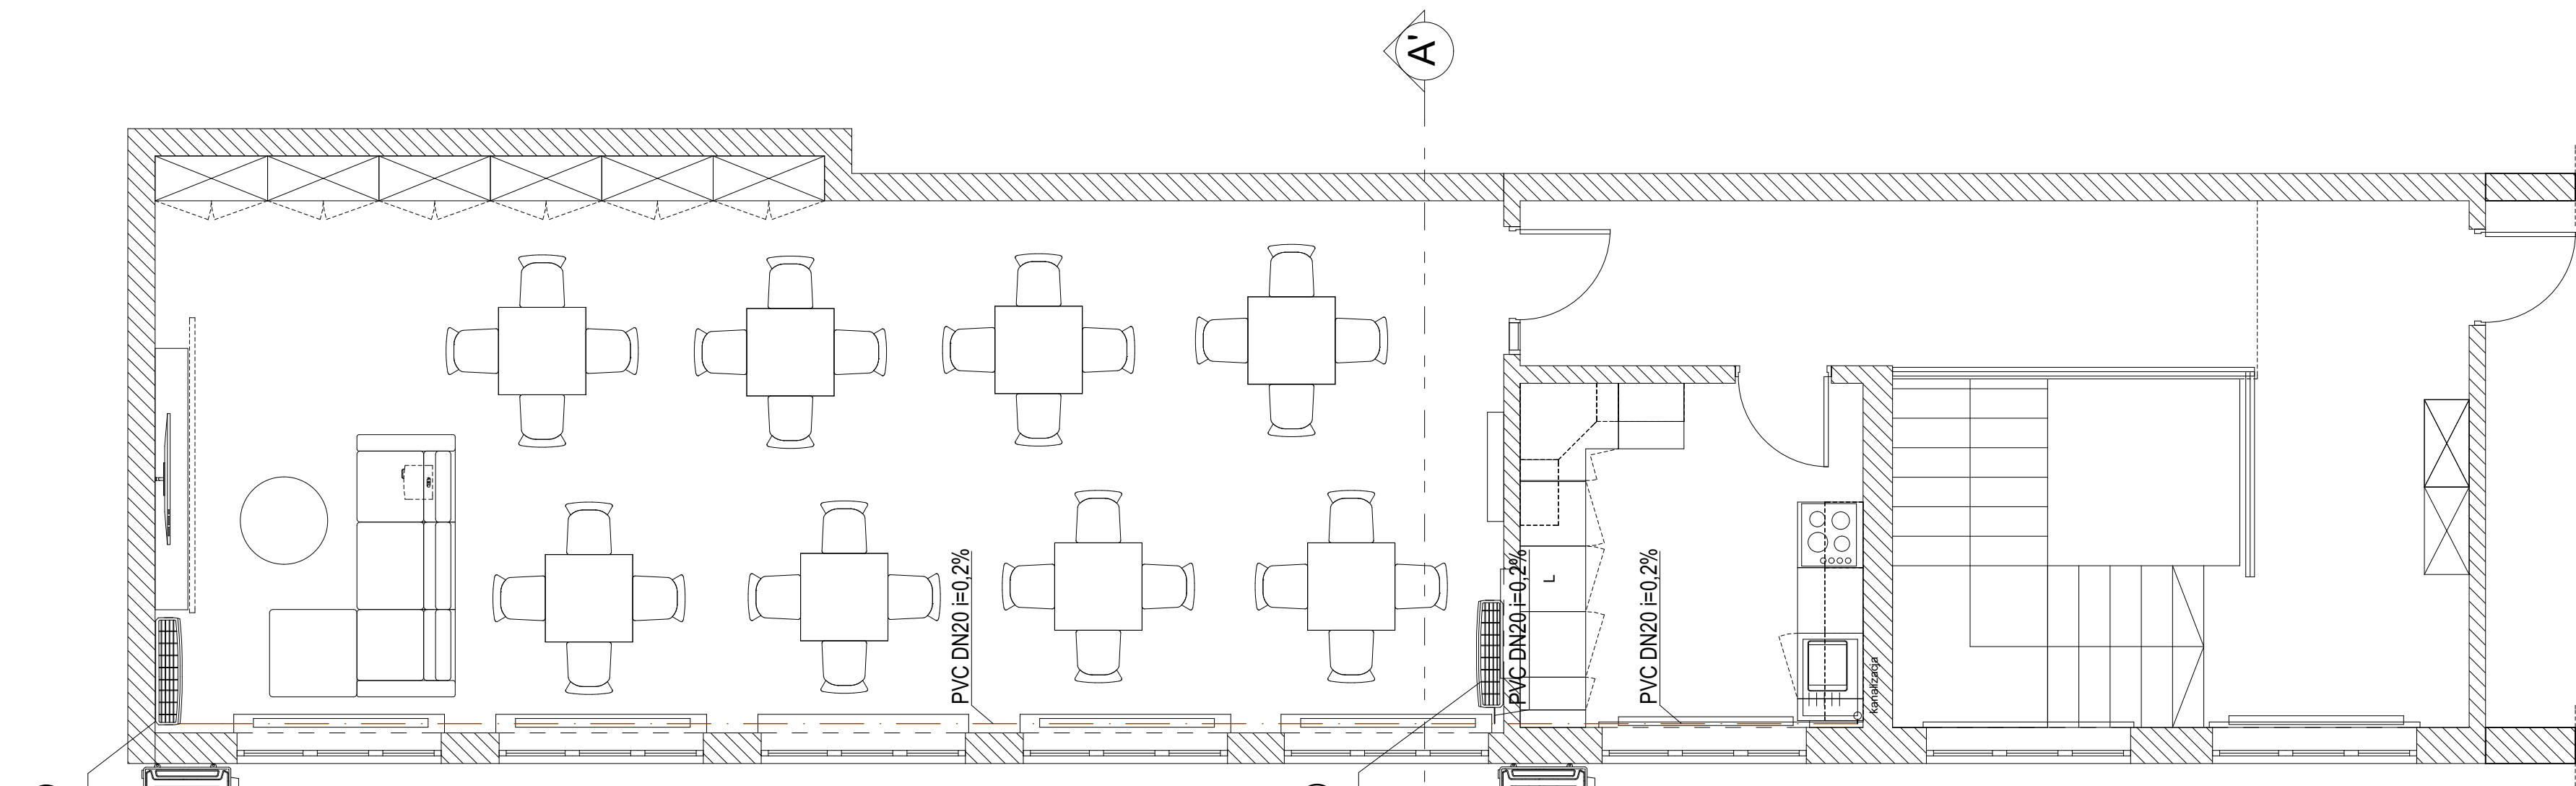 A'
PVC DN20 i=0,2%
PVC DN20 i=0,2%
L
PVC DN20 i=0,2%
kanalizacja